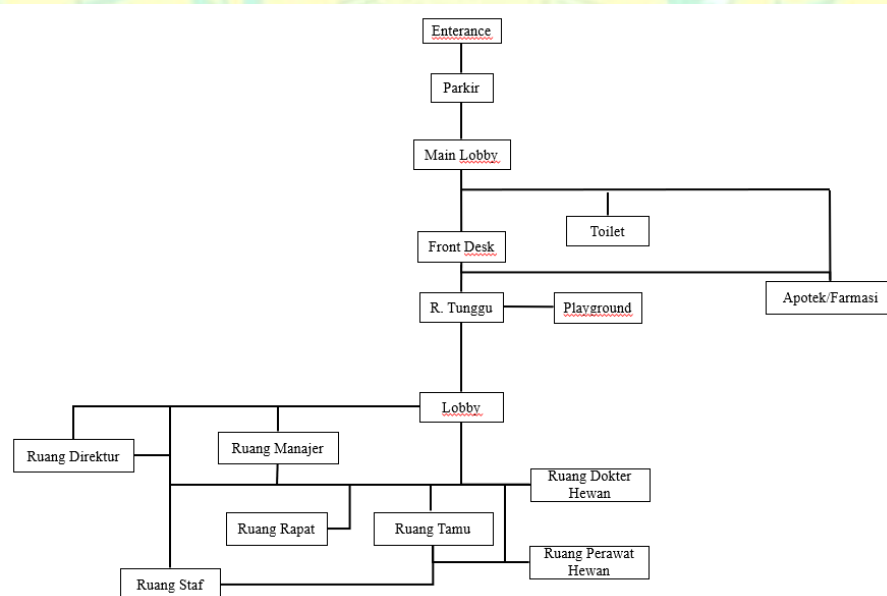 Enterance
Parkir
Main Lobby
Toilet
Front Desk
Apotek/Farmasi
R. Tunggu
Playground
Lobby
Ruang Manajer
Ruang Direktur
Ruang Dokter
Hewan
Ruang Rapat
Ruang Tamu
Ruang Perawat
Hewan
Ruang Staf